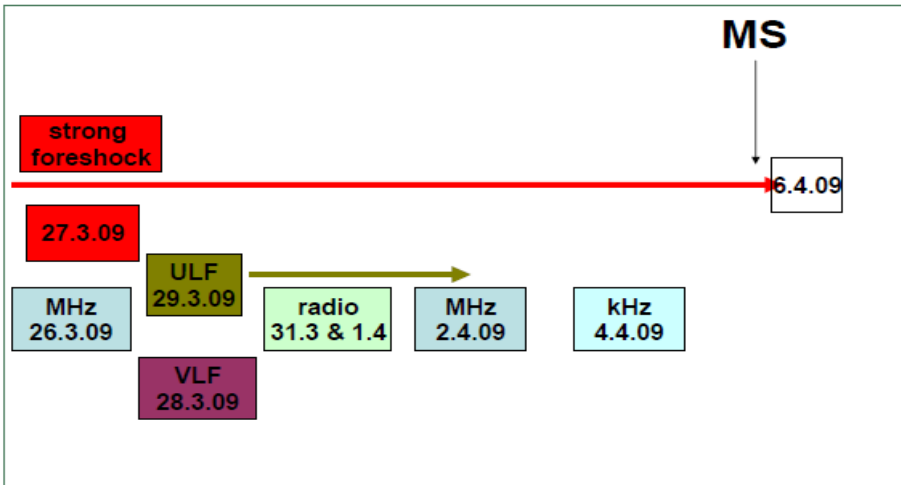 MS
strong
foreshock
6.4.09
27.3.09
ULF
29.3.09
MHz
26.3.09
radio
31.3 & 1.4
MHz
2.4.09
kHz
4.4.09
VLF
28.3.09